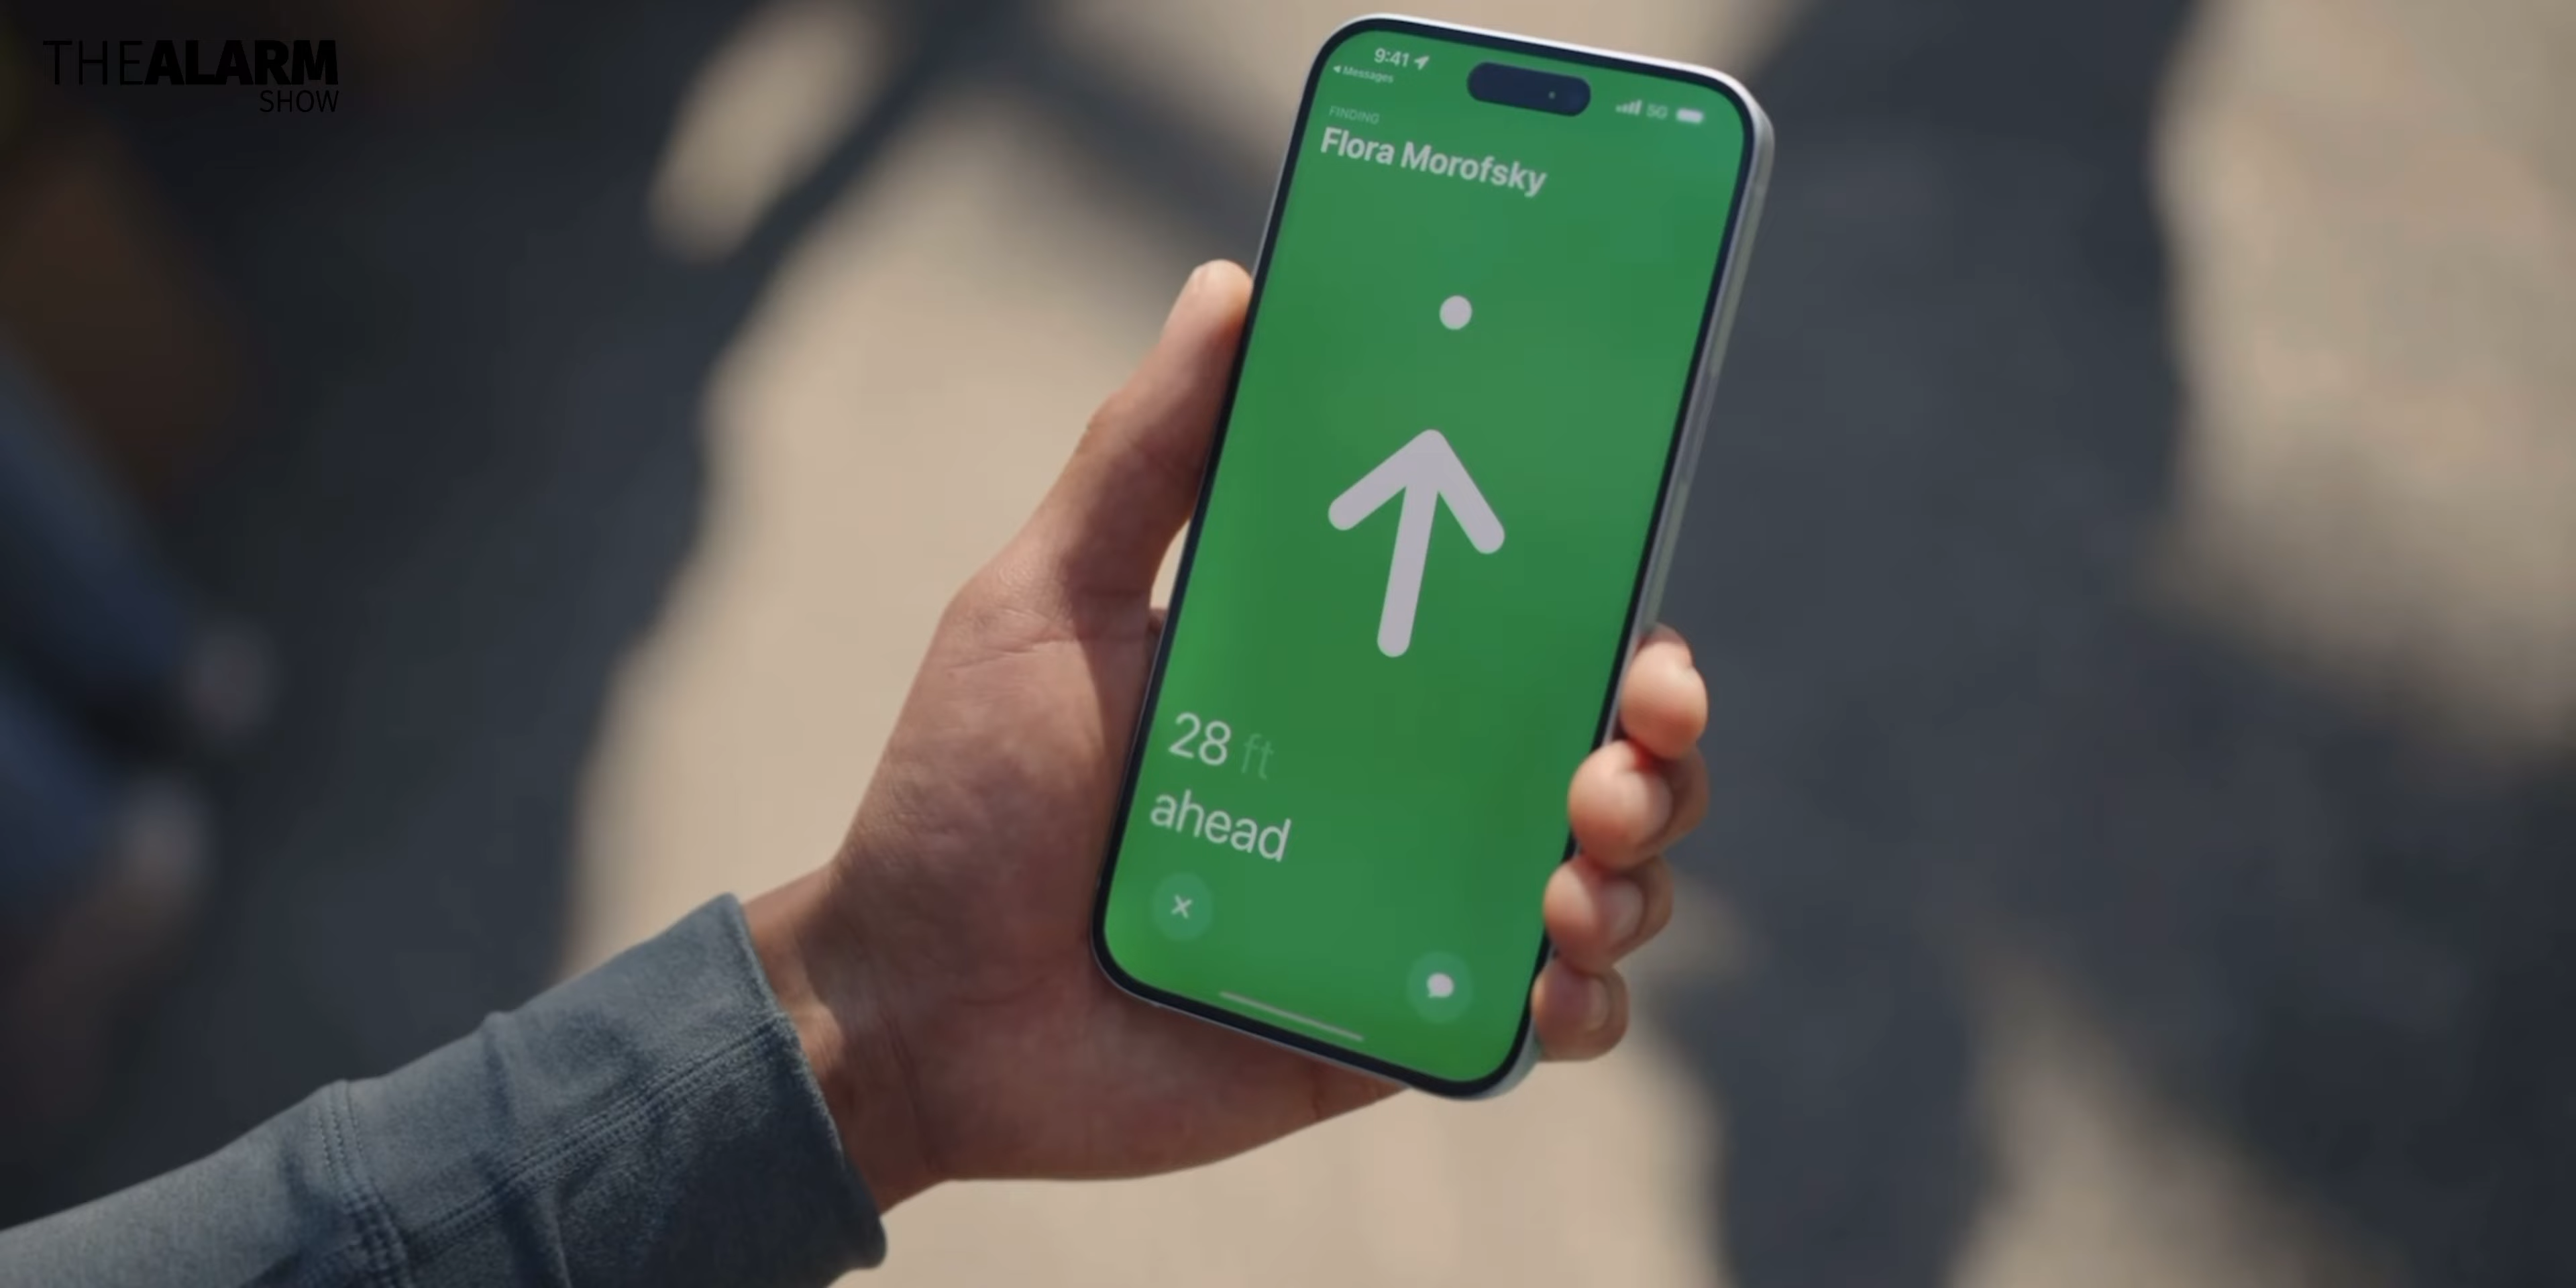 THEALARM
SHOW
9:41
Messages
5G
FINDING
Flora Morofsky
28 ft
ahead